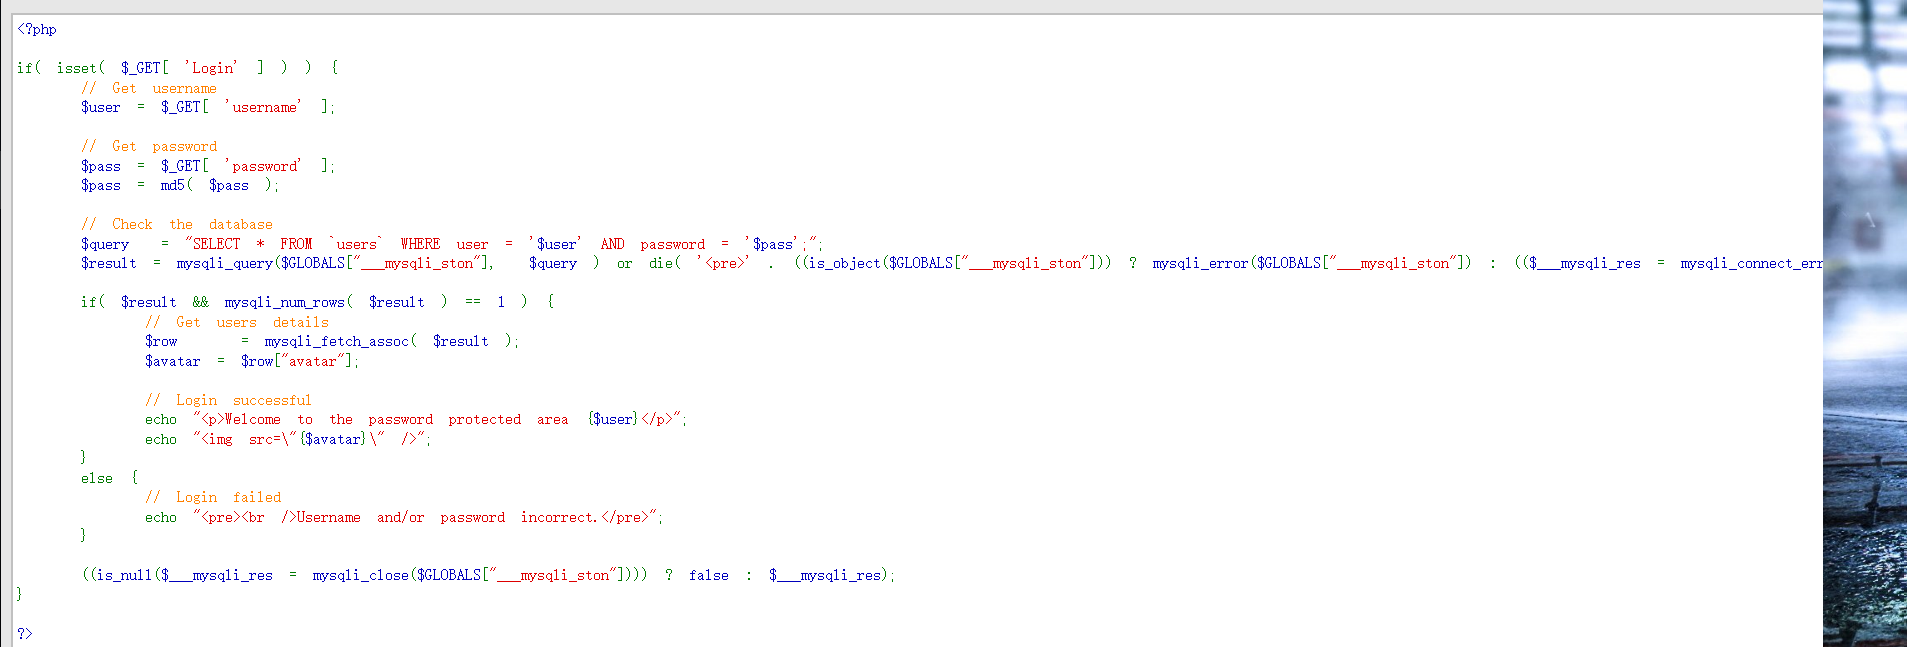 <?php
if( isset( $_GET[ 'Login' ] ) ) {
// Get username
$user = $_GET[ 'username' ];
// Get password
$pass = $_GET[ 'password' ];
$pass = md5( $pass );
// Check the database
$query = "SELECT * FROM `users` WHERE user = '$user' AND password = '$pass';";
$result = mysqli_query($GLOBALS["___mysqli_ston"], $query ) or die( '<pre>' . ((is_object($GLOBALS["___mysqli_ston"])) ? mysqli_error($GLOBALS["___mysqli_ston"]) : (($___mysqli_res = mysqli_connect_err
if( $result && mysqli_num_rows( $result ) == 1 ) {
// Get users details
$row = mysqli_fetch_assoc( $result );
$avatar = $row["avatar"];
// Login successful
echo "<p>Welcome to the password protected area {$user}</p>";
echo "<img src=\"{$avatar}\" />";
}
else {
// Login failed
echo "<pre><br />Username and/or password incorrect.</pre>";
}
((is_null($___mysqli_res = mysqli_close($GLOBALS["___mysqli_ston"]))) ? false : $___mysqli_res);
}
?>